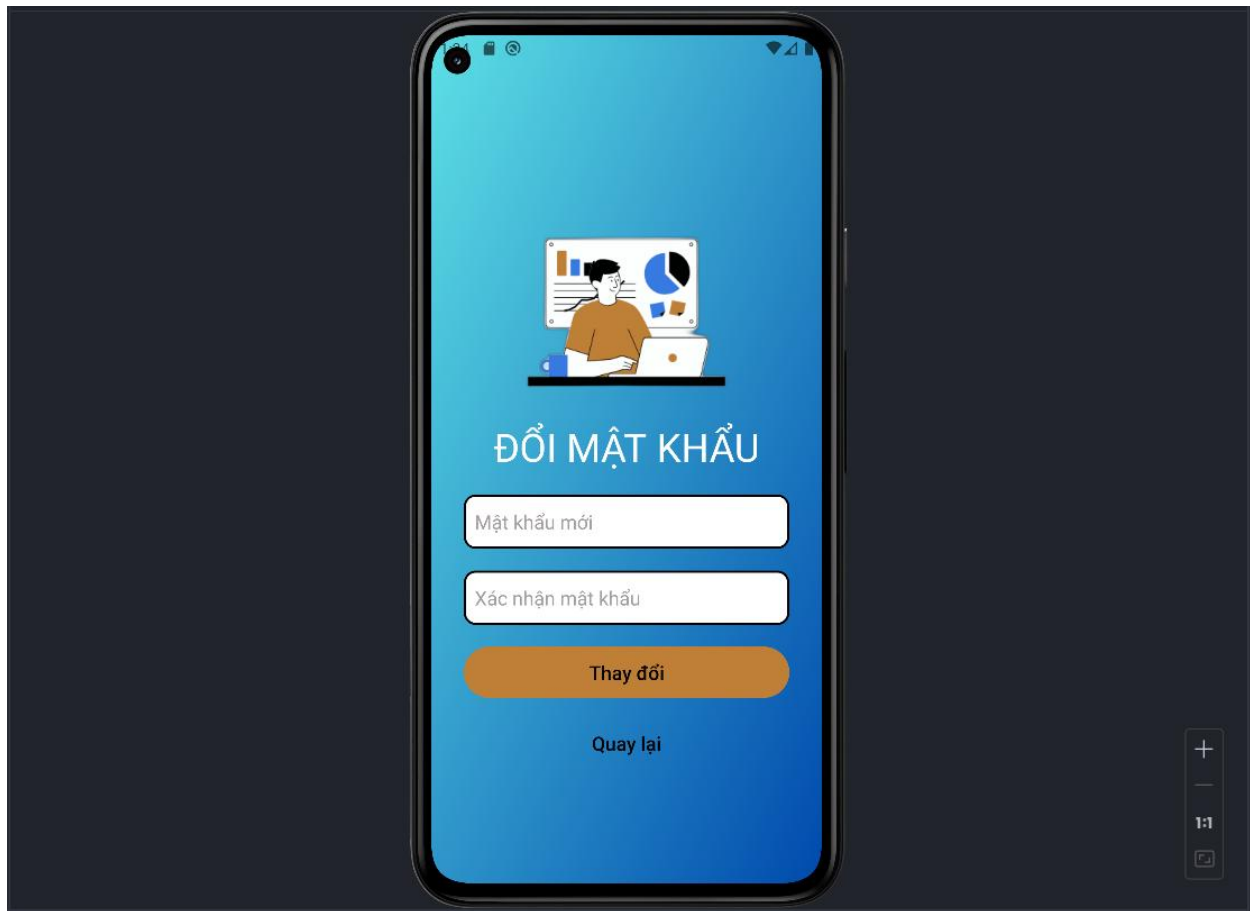 ĐỔI MẬT KHẨU
Mật khẩu mới
Xác nhận mật khẩu
Thay đổi
Quay lại
1:1